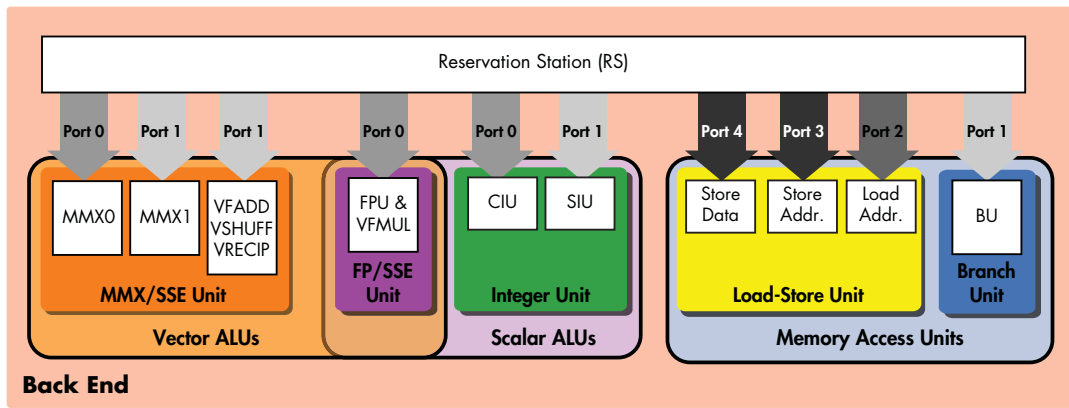 Reservation Station (RS)
Port 0
Port 1
Port 1
Port 0
Port 0
Port 1
Port 4
Port 3
Port 2
Port 1
MMX0
MMX1
VFADD
VSHUFF
VRECIP
FPU &
VFMUL
CIU
SIU
Store
Data
Store
Addr.
Load
Addr.
BU
MMX/SSE Unit
FP/SSE
Unit
Integer Unit
Load-Store Unit
Branch
Unit
Vector ALUs
Scalar ALUs
Memory Access Units
Back End